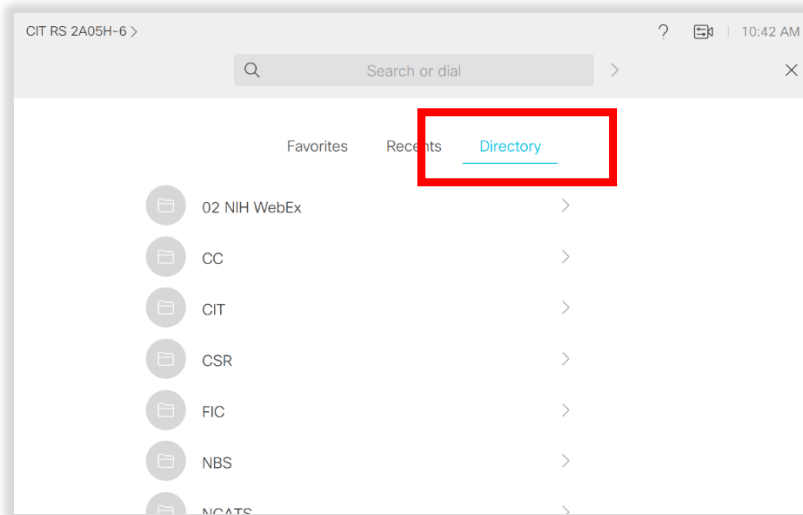 CIT RS 2A05H-6 > ? 10:42 AM
Search or dial
Favorites Recents Directory
02 NIH WebEx
CC
CIT
CSR
FIC
NBS
NCATS